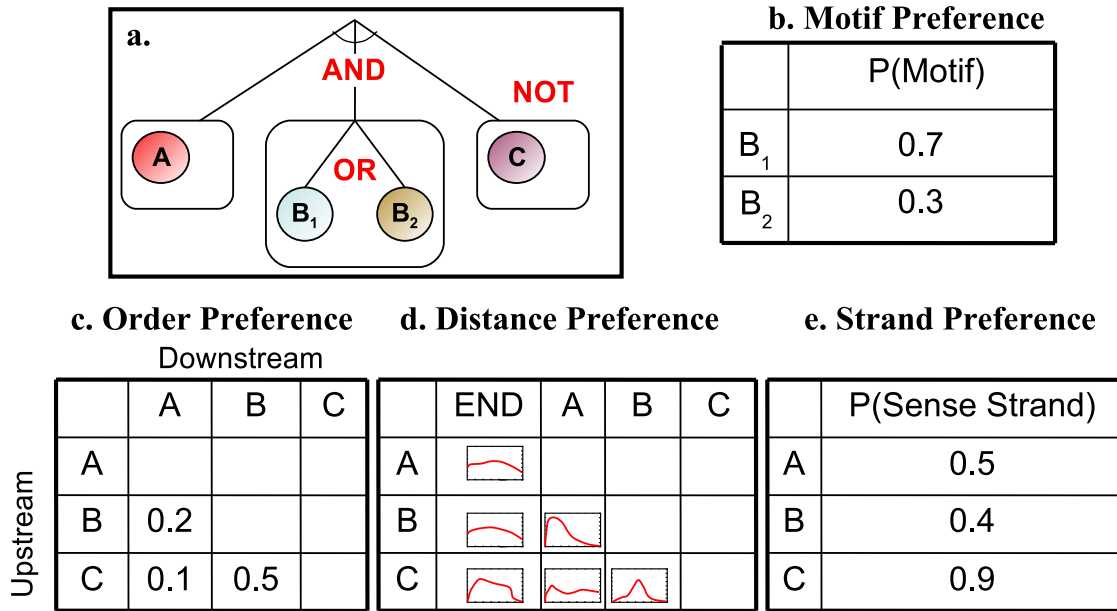 a.
AND
NOT
A
OR
B₁
B₂
C
b. Motif Preference
P(Motif)
B₁ 0.7
B₂ 0.3
c. Order Preference
Downstream
Upstream
A B C
A
B 0.2
C 0.1 0.5
d. Distance Preference
END A B C
A
B
C
e. Strand Preference
P(Sense Strand)
A 0.5
B 0.4
C 0.9